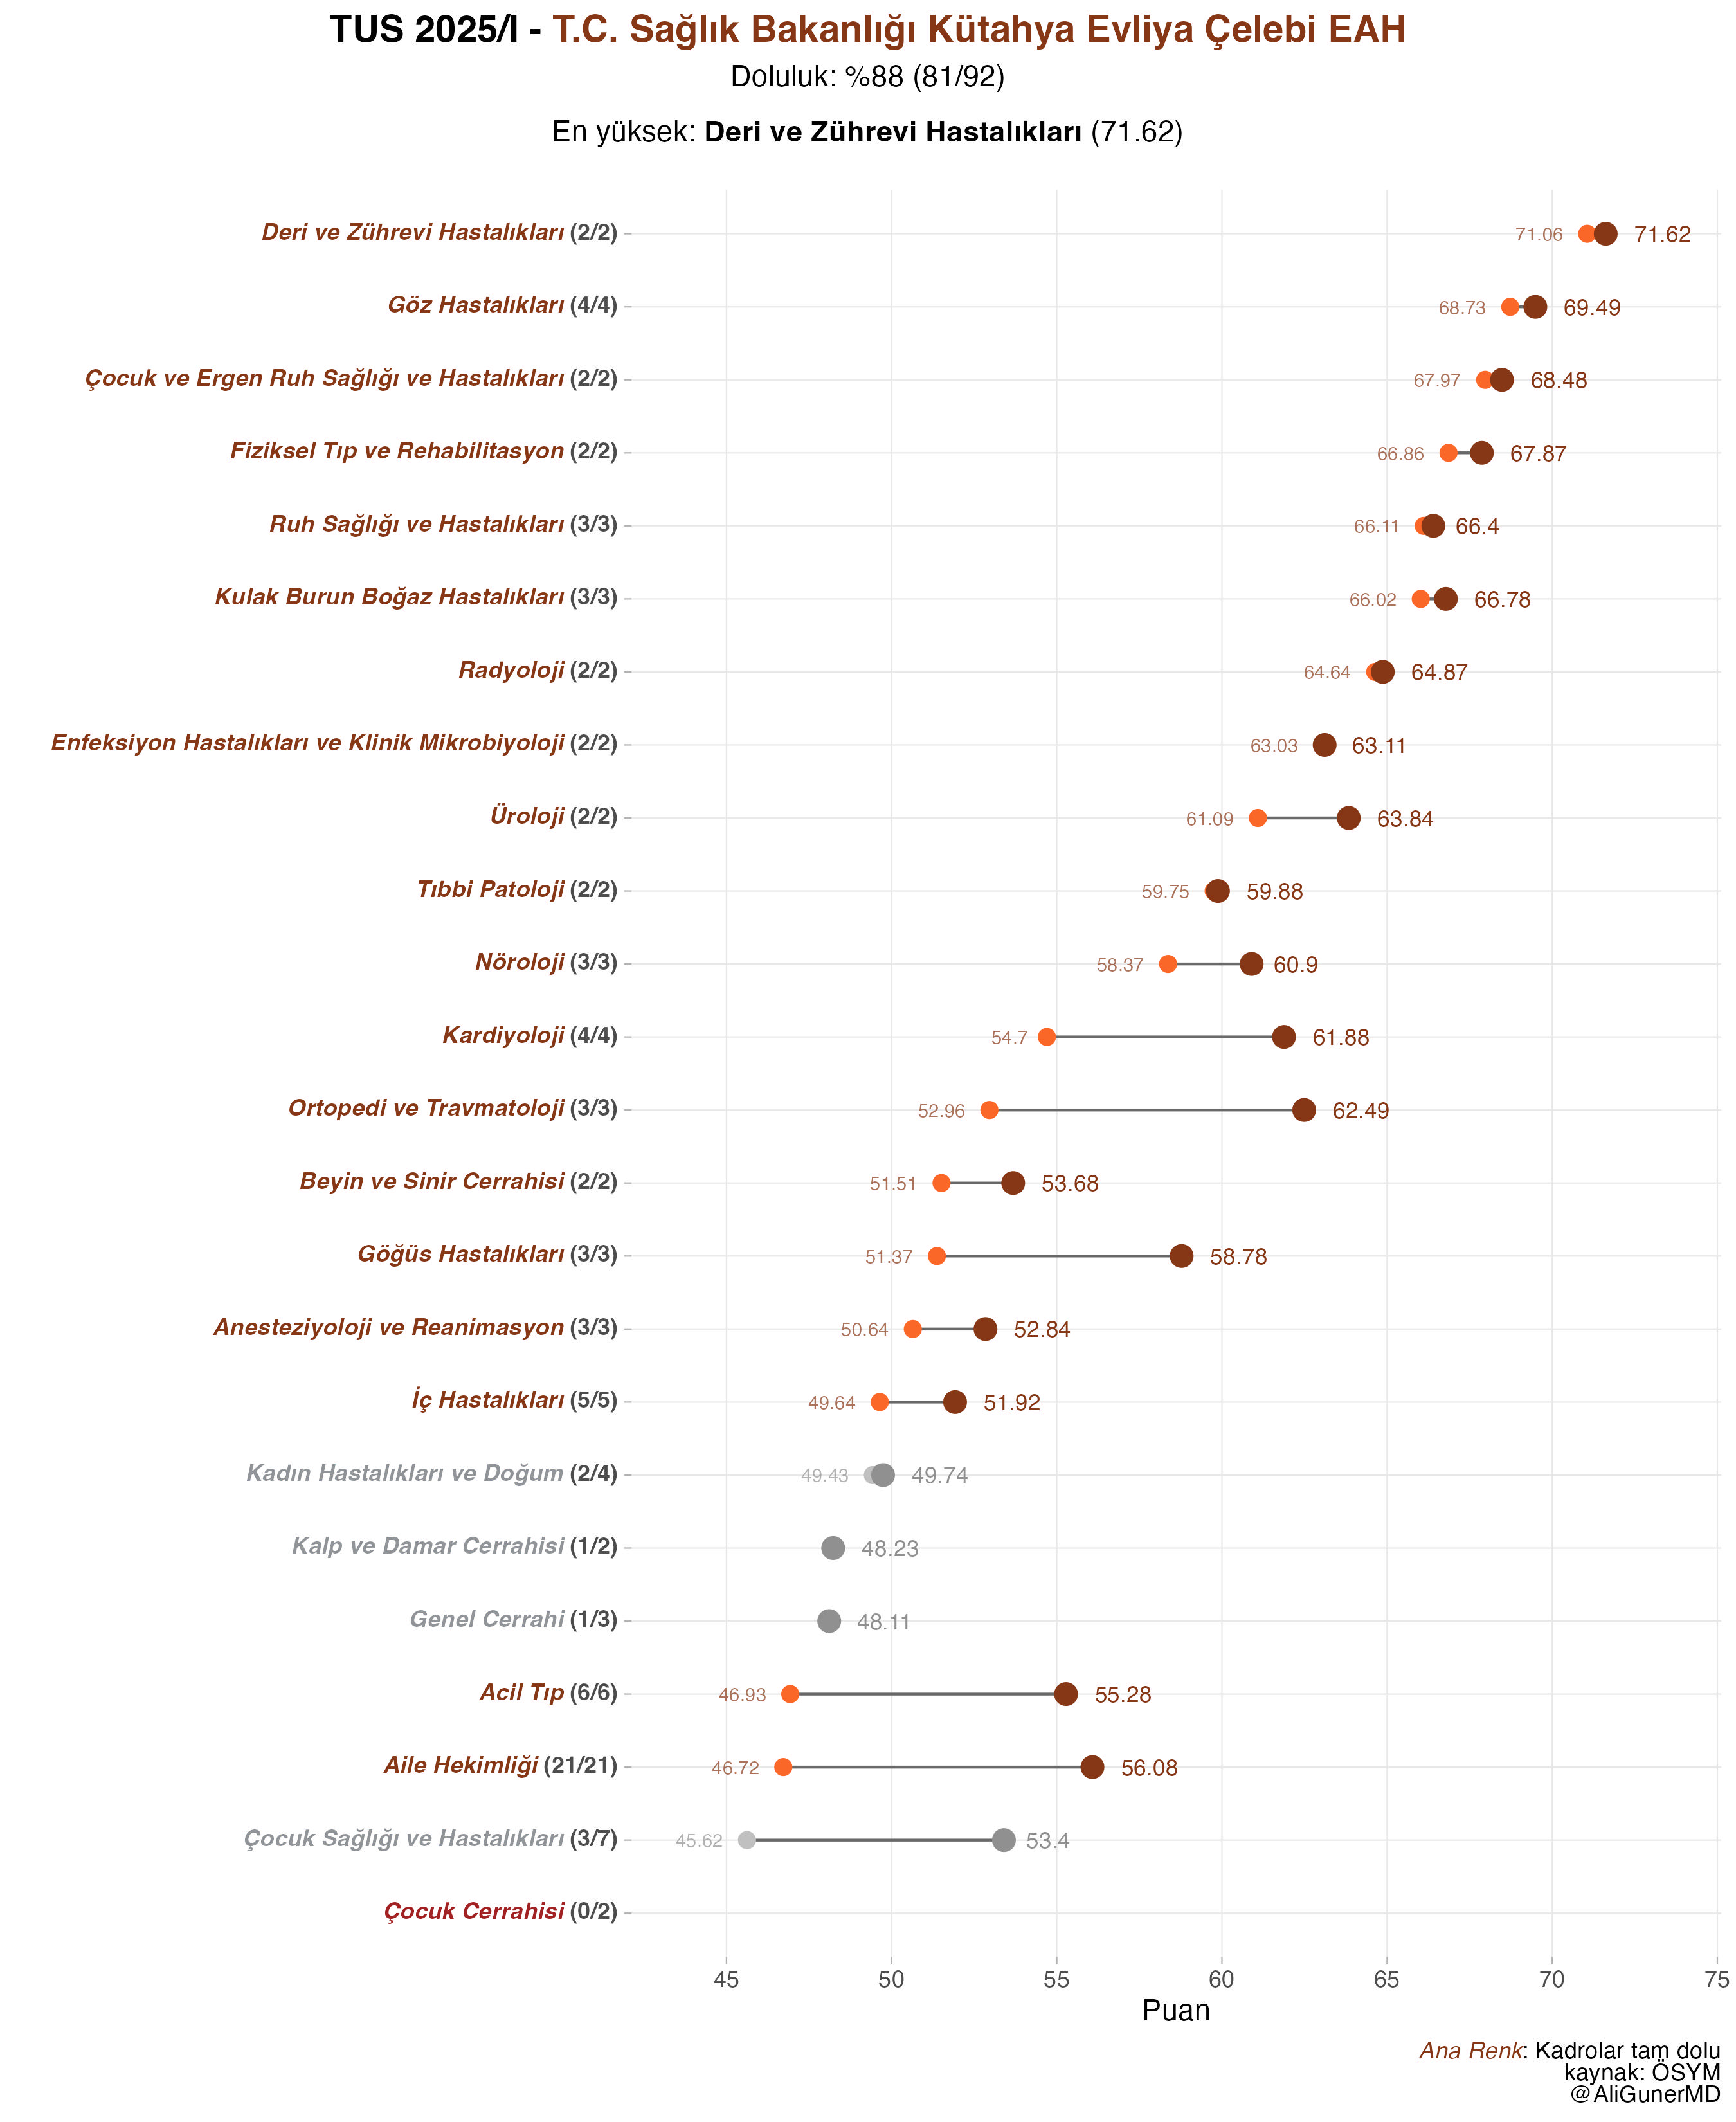 TUS 2025/I - T.C. Sağlık Bakanlığı Kütahya Evliya Çelebi EAH
Doluluk: %88 (81/92)
En yüksek: Deri ve Zührevi Hastalıkları (71.62)
Deri ve Zührevi Hastalıkları (2/2) 71.06 71.62
Göz Hastalıkları (4/4) 68.73 69.49
Çocuk ve Ergen Ruh Sağlığı ve Hastalıkları (2/2) 67.97 68.48
Fiziksel Tıp ve Rehabilitasyon (2/2) 66.86 67.87
Ruh Sağlığı ve Hastalıkları (3/3) 66.11 66.4
Kulak Burun Boğaz Hastalıkları (3/3) 66.02 66.78
Radyoloji (2/2) 64.64 64.87
Enfeksiyon Hastalıkları ve Klinik Mikrobiyoloji (2/2) 63.03 63.11
Üroloji (2/2) 61.09 63.84
Tıbbi Patoloji (2/2) 59.75 59.88
Nöroloji (3/3) 58.37 60.9
Kardiyoloji (4/4) 54.7 61.88
Ortopedi ve Travmatoloji (3/3) 52.96 62.49
Beyin ve Sinir Cerrahisi (2/2) 51.51 53.68
Göğüs Hastalıkları (3/3) 51.37 58.78
Anesteziyoloji ve Reanimasyon (3/3) 50.64 52.84
İç Hastalıkları (5/5) 49.64 51.92
Kadın Hastalıkları ve Doğum (2/4) 49.43 49.74
Kalp ve Damar Cerrahisi (1/2) 48.23
Genel Cerrahi (1/3) 48.11
Acil Tıp (6/6) 46.93 55.28
Aile Hekimliği (21/21) 46.72 56.08
Çocuk Sağlığı ve Hastalıkları (3/7) 45.62 53.4
Çocuk Cerrahisi (0/2)
45 50 55 60 65 70 75
Puan
Ana Renk: Kadrolar tam dolu
kaynak: ÖSYM
@AliGunerMD